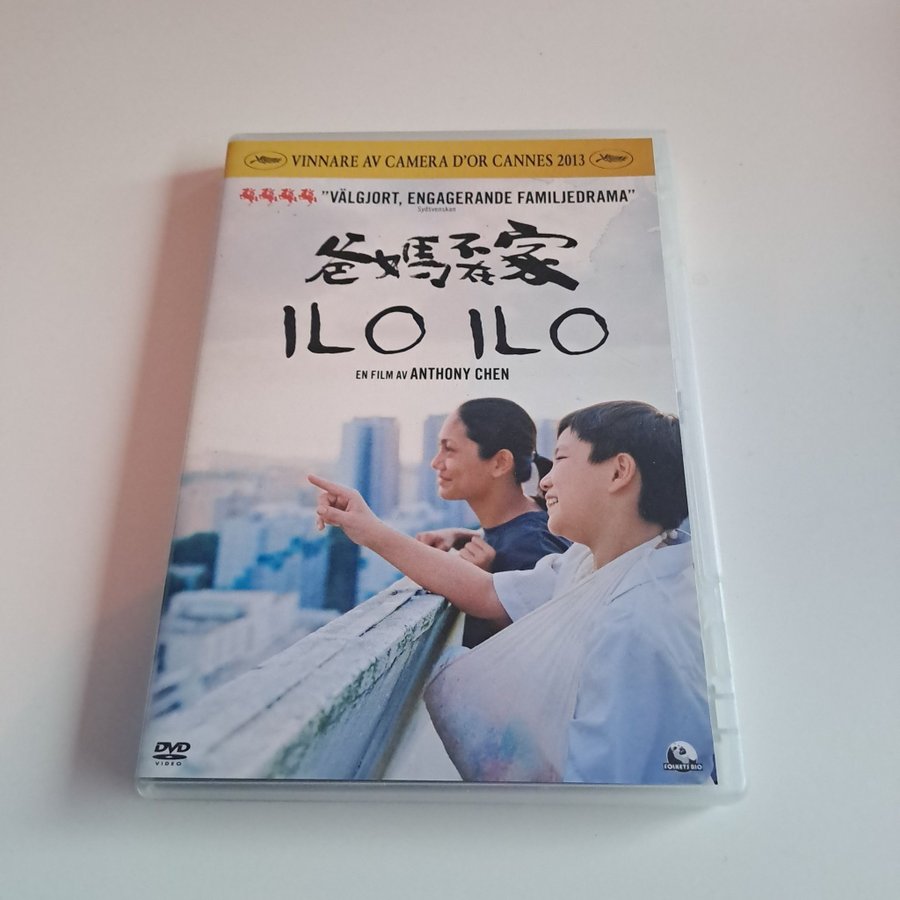 VINNARE AV CAMERA D'OR CANNES 2013
"VÄLGJORT, ENGAGERANDE FAMILJEDRAMA"
Sydsvenskan
爸媽不在家
ILO ILO
EN FILM AV ANTHONY CHEN
DVD
VIDEO
FOLKETS BIO